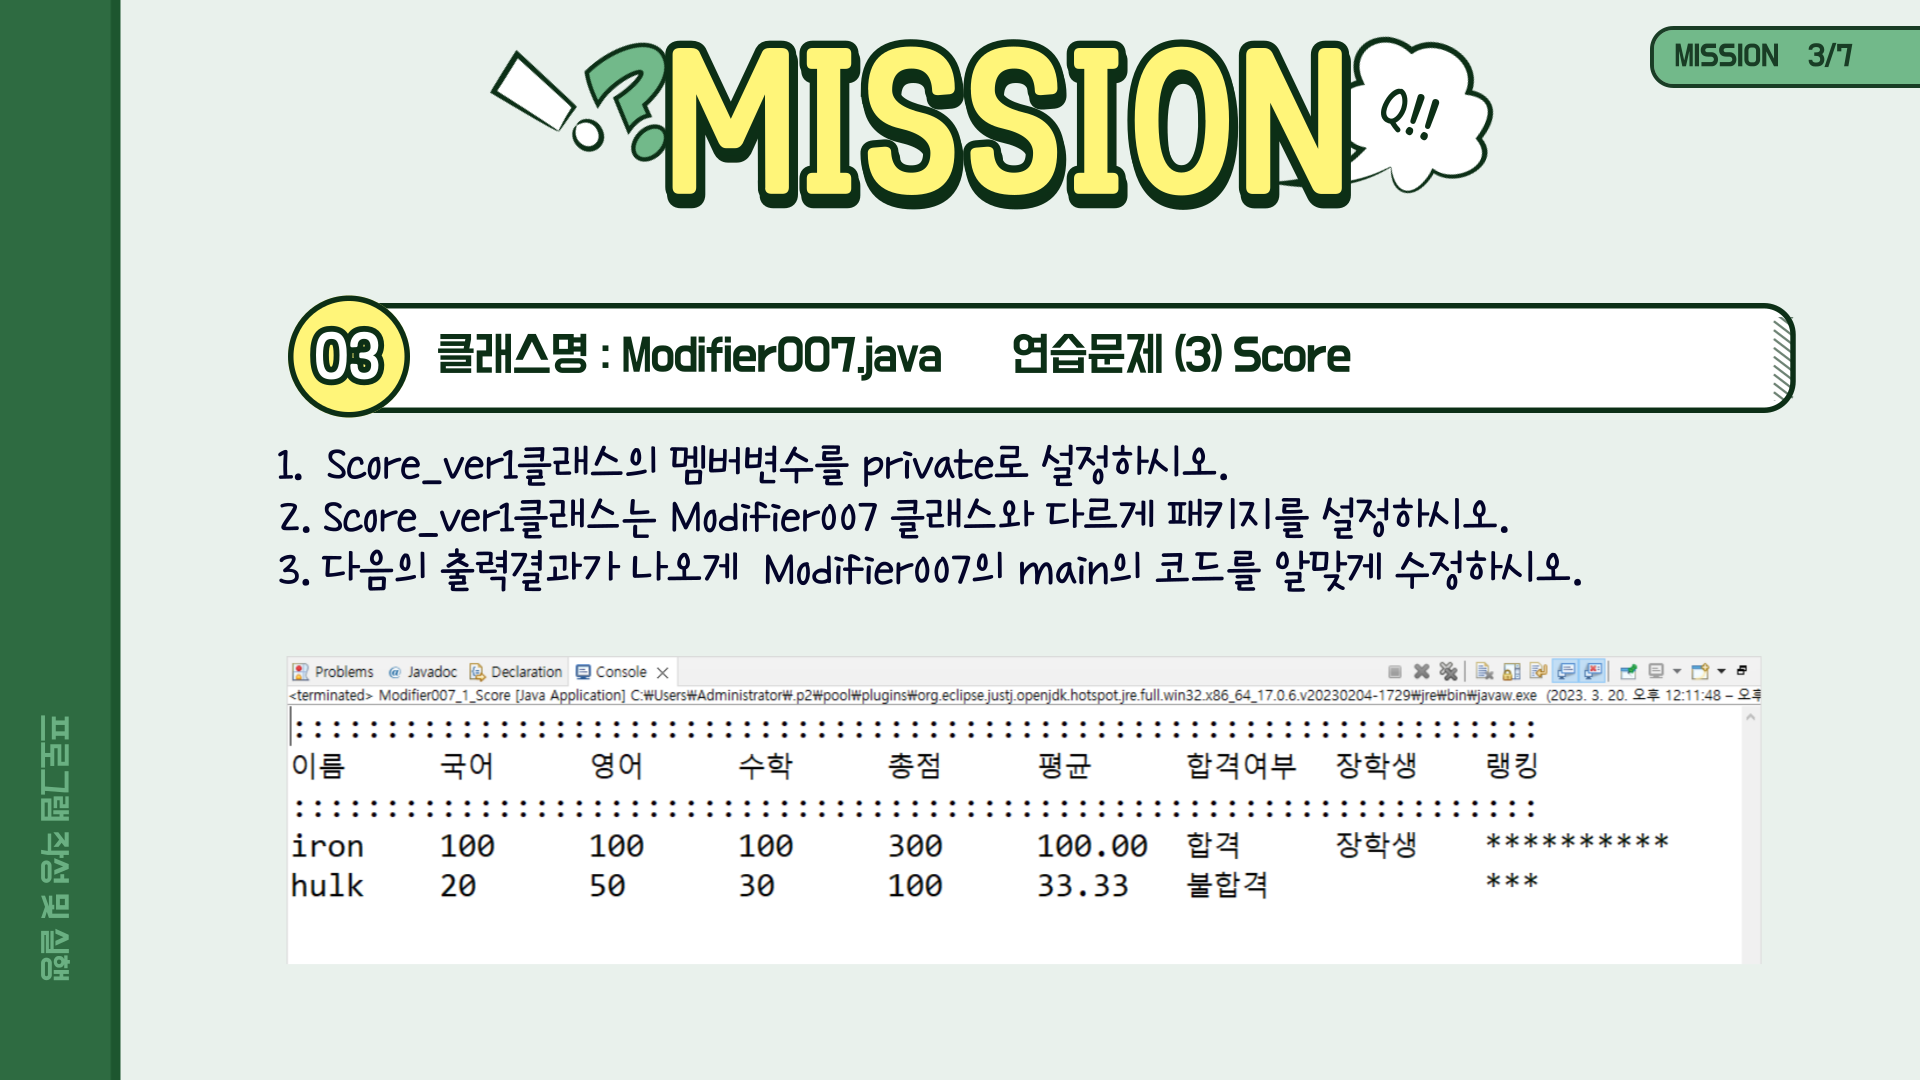 MISSION 3/7
!?MISSION
Q!!
03 클래스명 : Modifier007.java 연습문제 (3) Score
1. Score_ver1클래스의 멤버변수를 private로 설정하시오.
2. Score_ver1클래스는 Modifier007 클래스와 다르게 패키지를 설정하시오.
3. 다음의 출력결과가 나오게 Modifier007의 main의 코드를 알맞게 수정하시오.
Problems @ Javadoc Declaration Console
<terminated> Modifier007_1_Score [Java Application] C:₩Users₩Administrator₩.p2₩pool₩plugins₩org.eclipse.justj.openjdk.hotspot.jre.full.win32.x86_64_17.0.6.v20230204-1729₩jre₩bin₩javaw.exe (2023. 3. 20. 오후 12:11:48 – 오후
:::::::::::::::::::::::::::::::::::::::::::::::::::::::::::::::::::
이름 국어 영어 수학 총점 평균 합격여부 장학생 랭킹
:::::::::::::::::::::::::::::::::::::::::::::::::::::::::::::::::::
iron 100 100 100 300 100.00 합격 장학생 **********
hulk 20 50 30 100 33.33 불합격 ***
프로그램 작성 및 실행